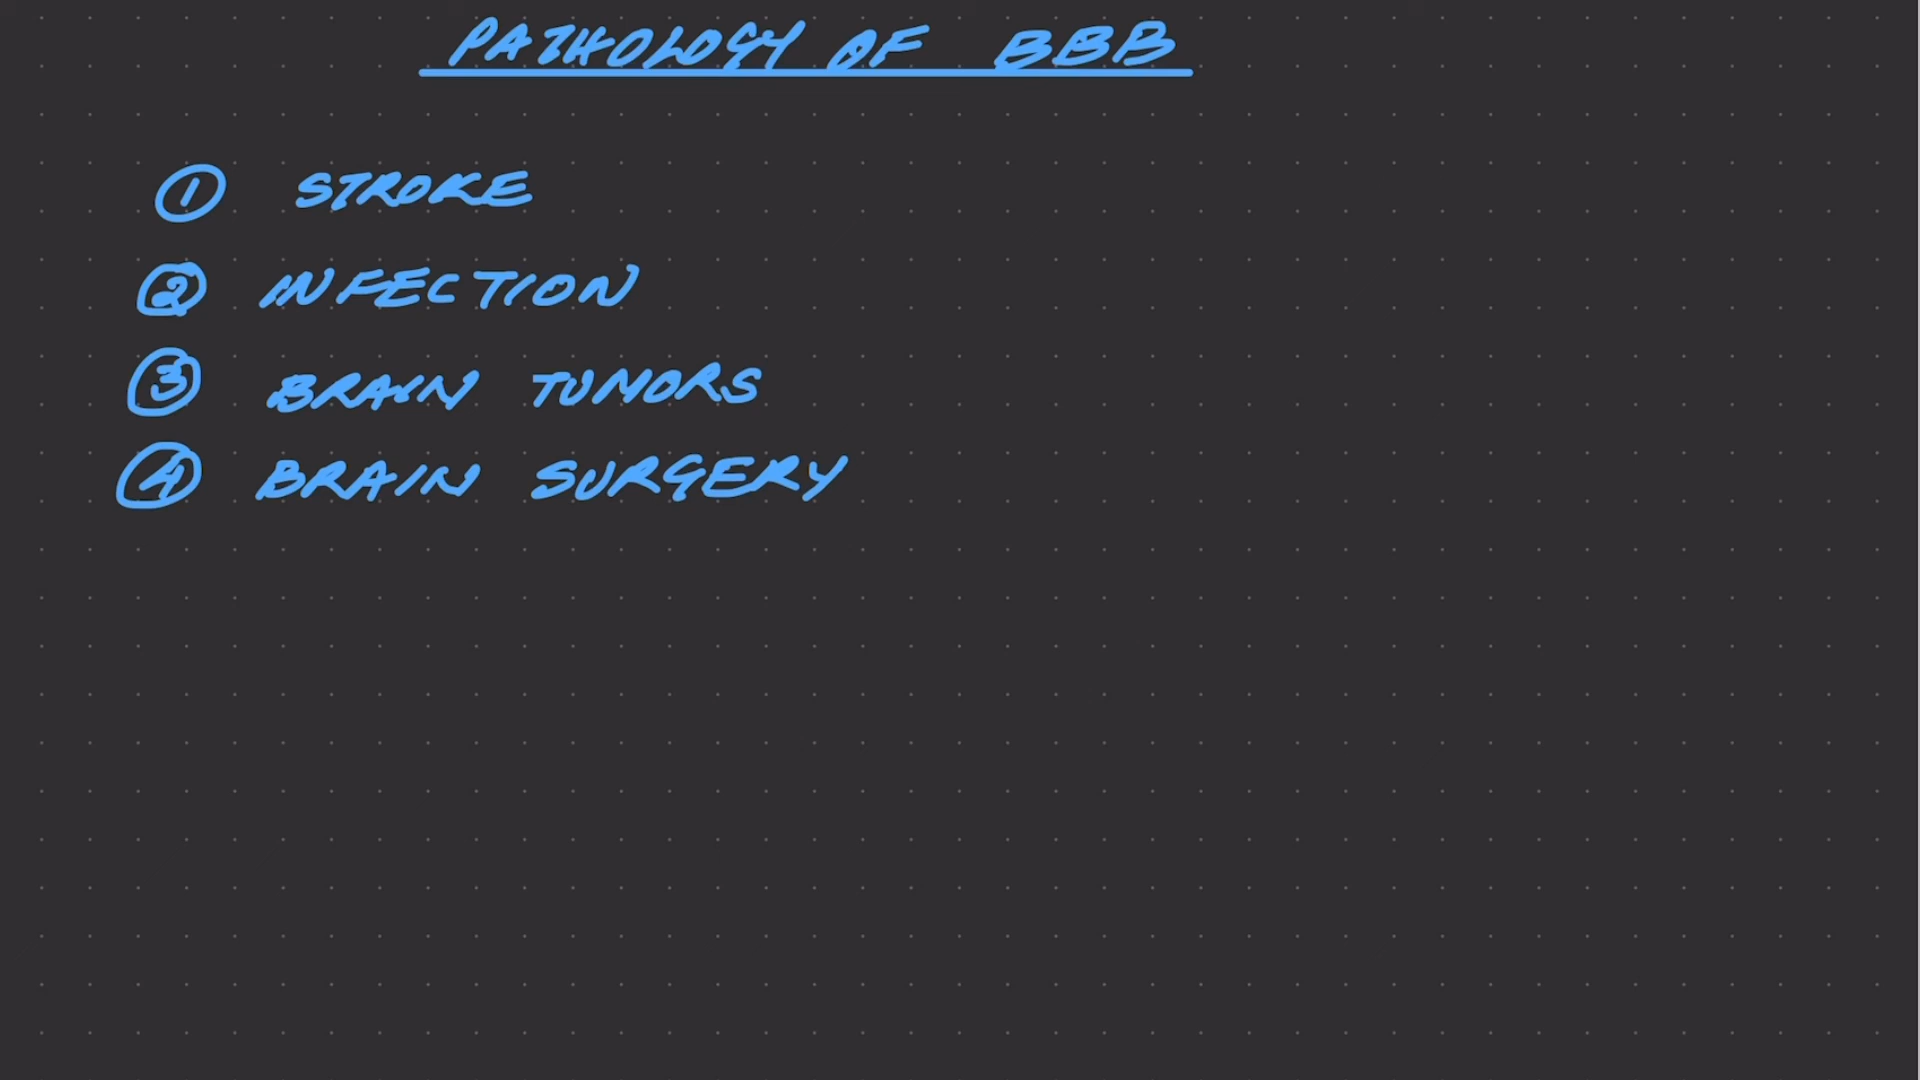 PATHOLOGY OF BBB
① STROKE
② INFECTION
③ BRAIN TUMORS
④ BRAIN SURGERY